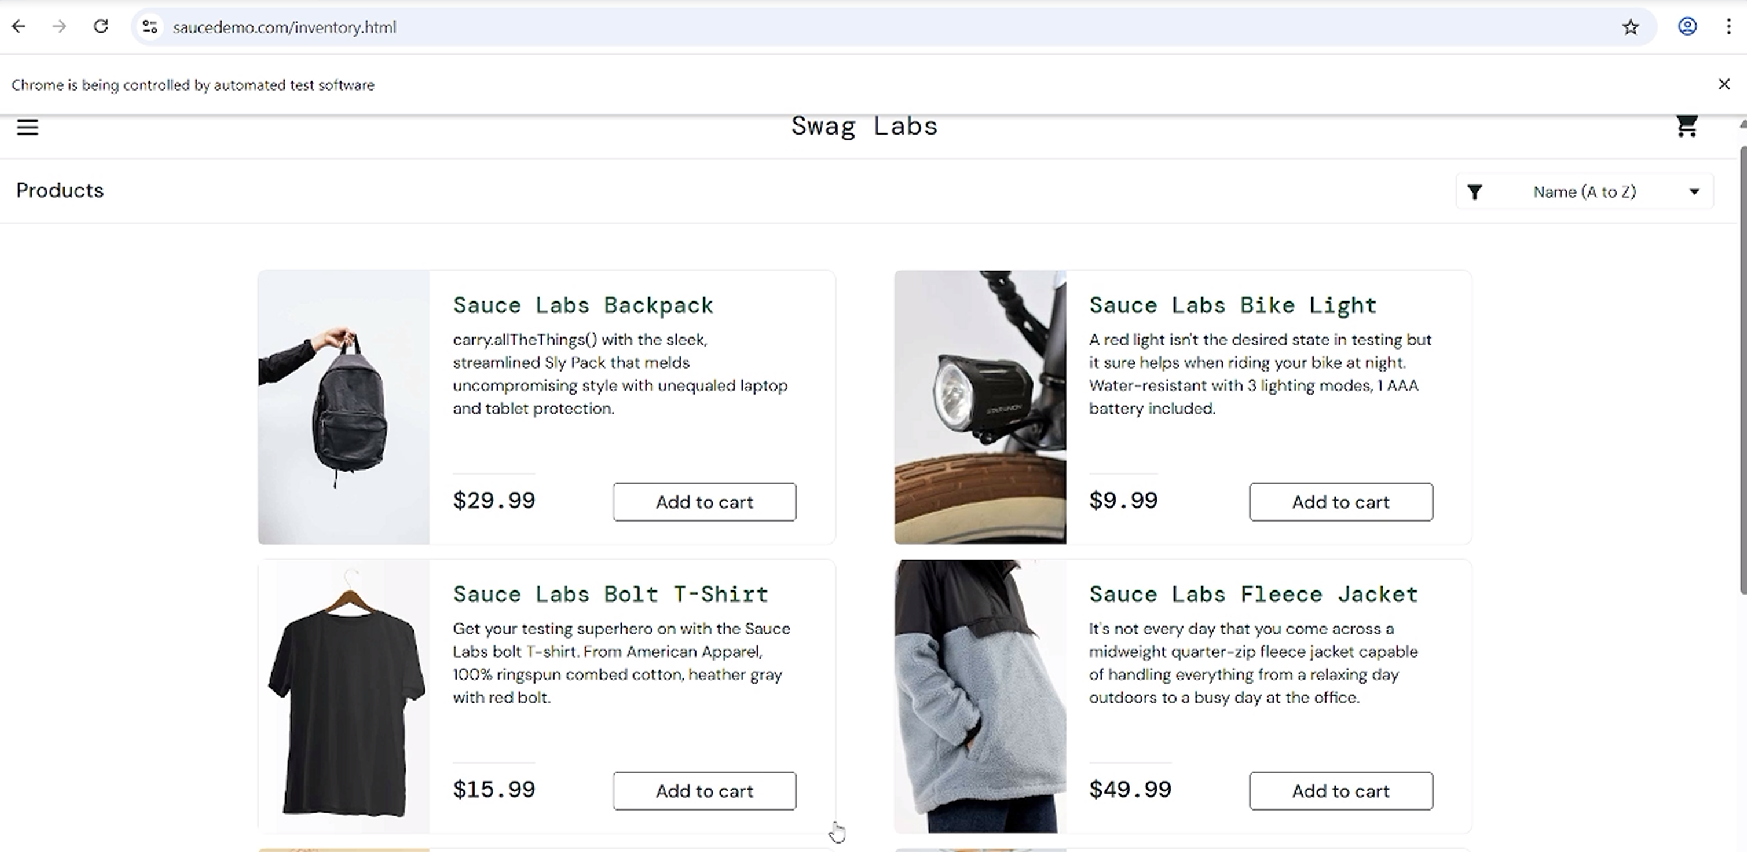 saucedemo.com/inventory.html
Chrome is being controlled by automated test software
Swag Labs
Products
Name (A to Z)
Sauce Labs Backpack
carry.allTheThings() with the sleek,
streamlined Sly Pack that melds
uncompromising style with unequaled laptop
and tablet protection.
$29.99
Add to cart
Sauce Labs Bike Light
A red light isn't the desired state in testing but
it sure helps when riding your bike at night.
Water-resistant with 3 lighting modes, 1 AAA
battery included.
$9.99
Add to cart
Sauce Labs Bolt T-Shirt
Get your testing superhero on with the Sauce
Labs bolt T-shirt. From American Apparel,
100% ringspun combed cotton, heather gray
with red bolt.
$15.99
Add to cart
Sauce Labs Fleece Jacket
It's not every day that you come across a
midweight quarter-zip fleece jacket capable
of handling everything from a relaxing day
outdoors to a busy day at the office.
$49.99
Add to cart